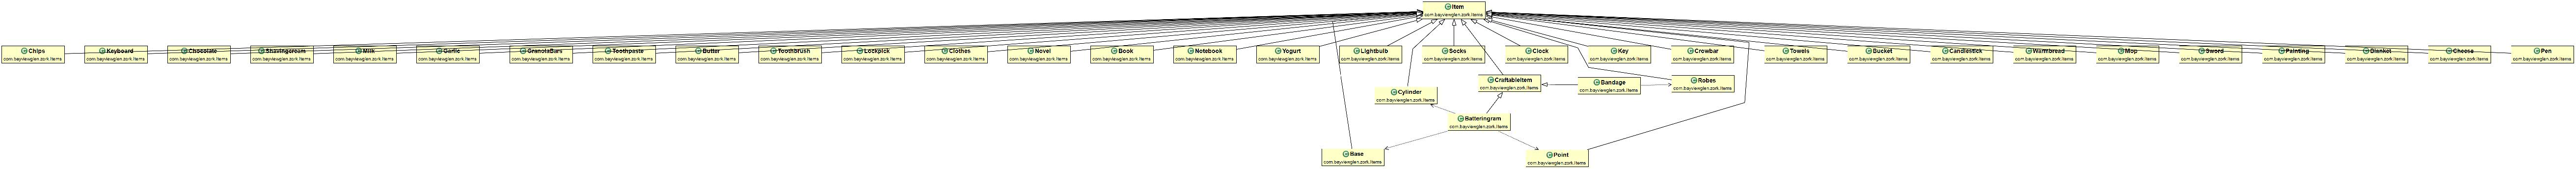 Item
com.bayviewglen.zork.Items
Chips
com.bayviewglen.zork.Items
Keyboard
com.bayviewglen.zork.Items
Chocolate
com.bayviewglen.zork.Items
Shavingcream
com.bayviewglen.zork.Items
Milk
com.bayviewglen.zork.Items
Garlic
com.bayviewglen.zork.Items
GranolaBars
com.bayviewglen.zork.Items
Toothpaste
com.bayviewglen.zork.Items
Butter
com.bayviewglen.zork.Items
Toothbrush
com.bayviewglen.zork.Items
Lockpick
com.bayviewglen.zork.Items
Clothes
com.bayviewglen.zork.Items
Novel
com.bayviewglen.zork.Items
Book
com.bayviewglen.zork.Items
Notebook
com.bayviewglen.zork.Items
Yogurt
com.bayviewglen.zork.Items
Lightbulb
com.bayviewglen.zork.Items
Socks
com.bayviewglen.zork.Items
Clock
com.bayviewglen.zork.Items
Key
com.bayviewglen.zork.Items
Crowbar
com.bayviewglen.zork.Items
Towels
com.bayviewglen.zork.Items
Bucket
com.bayviewglen.zork.Items
Candlestick
com.bayviewglen.zork.Items
Warmbread
com.bayviewglen.zork.Items
Mop
com.bayviewglen.zork.Items
Sword
com.bayviewglen.zork.Items
Painting
com.bayviewglen.zork.Items
Blanket
com.bayviewglen.zork.Items
Cheese
com.bayviewglen.zork.Items
Pen
com.bayviewglen.zork.Items
CraftableItem
com.bayviewglen.zork.Items
Bandage
com.bayviewglen.zork.Items
Robes
com.bayviewglen.zork.Items
Cylinder
com.bayviewglen.zork.Items
Batteringram
com.bayviewglen.zork.Items
Base
com.bayviewglen.zork.Items
Point
com.bayviewglen.zork.Items